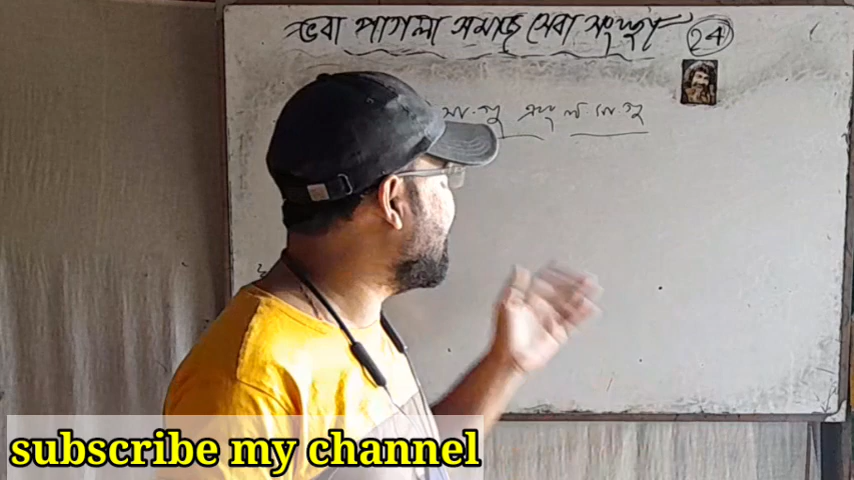 ভবা পাগলা সমাজ সেবা সংস্থা 24
সা.গু
ল.সা.গু
subscribe my channel